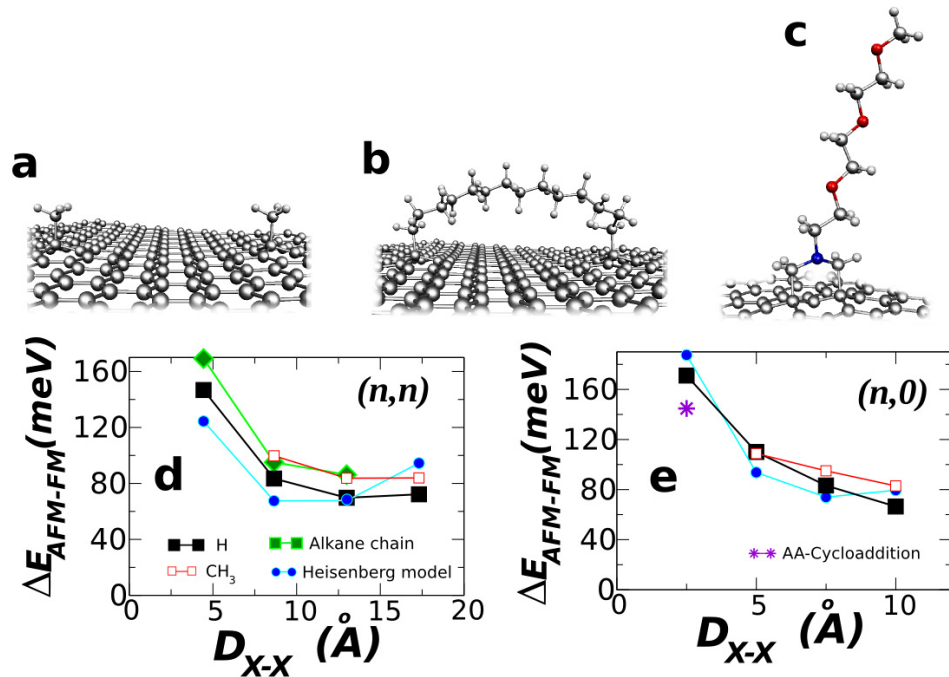 c
a
b
ΔE_AFM-FM (meV)
160
120
80
40
0
(n,n)
d
H
Alkane chain
CH₃
Heisenberg model
0 5 10 15 20
D_X-X (Å)
ΔE_AFM-FM (meV)
160
120
80
40
0
(n,0)
e
AA-Cycloaddition
0 5 10
D_X-X (Å)